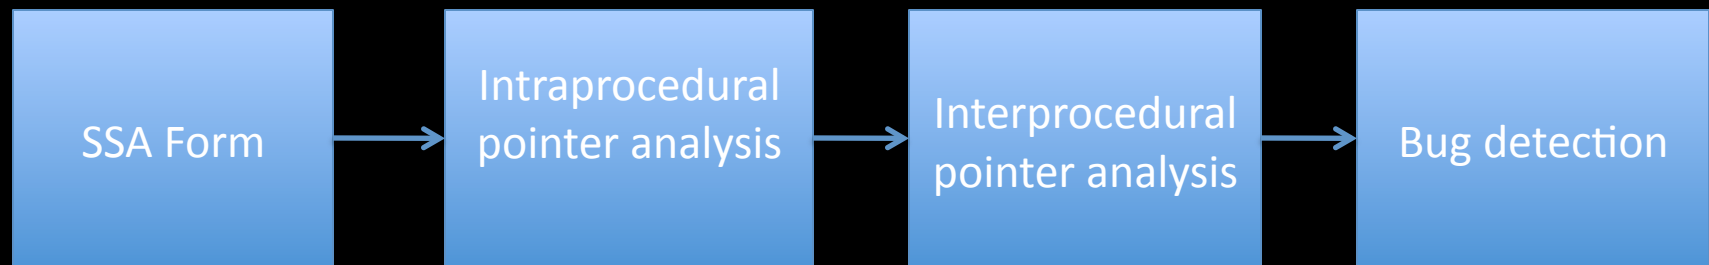 SSA Form
Intraprocedural
pointer analysis
Interprocedural
pointer analysis
Bug detection